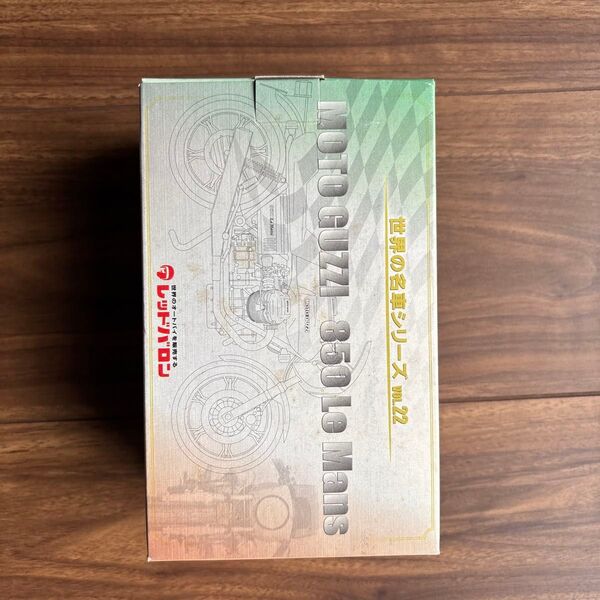 世界の名車シリーズ VOL.22
MOTO GUZZI 850 Le Mans
世界のオートバイを販売する
レッドバロン